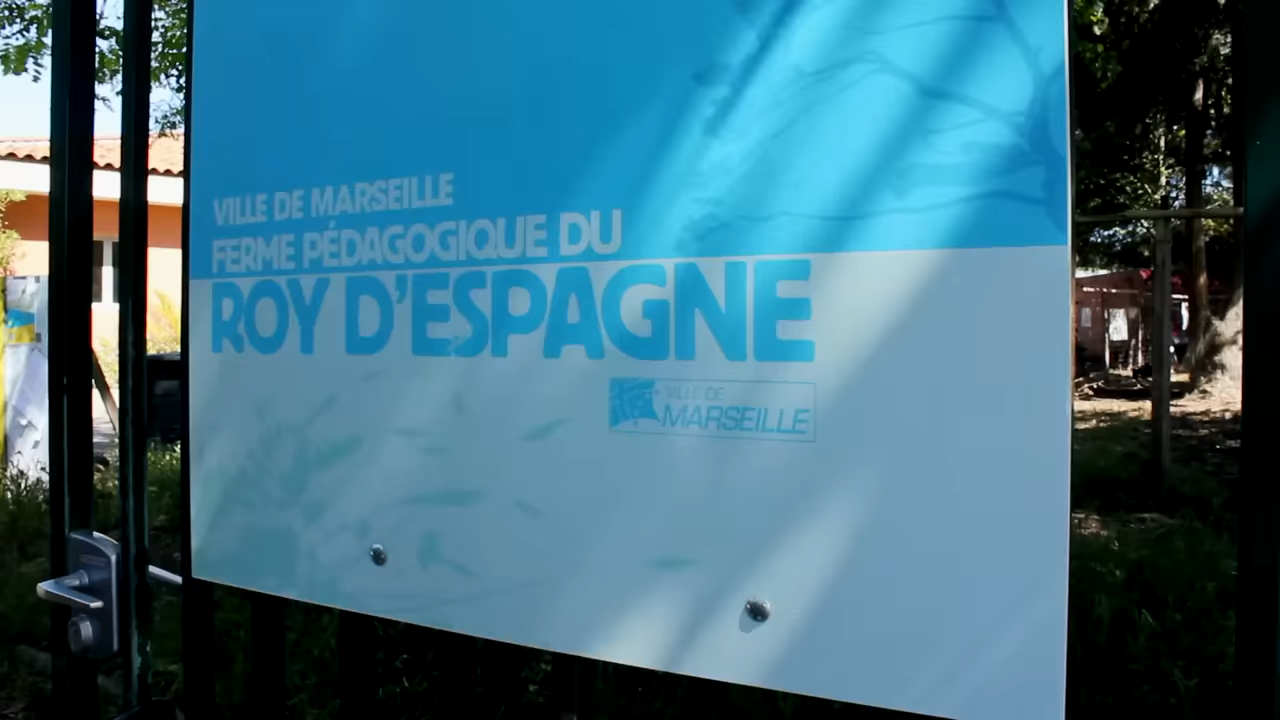 VILLE DE MARSEILLE
FERME PÉDAGOGIQUE DU
ROY D'ESPAGNE
VILLE DE
MARSEILLE